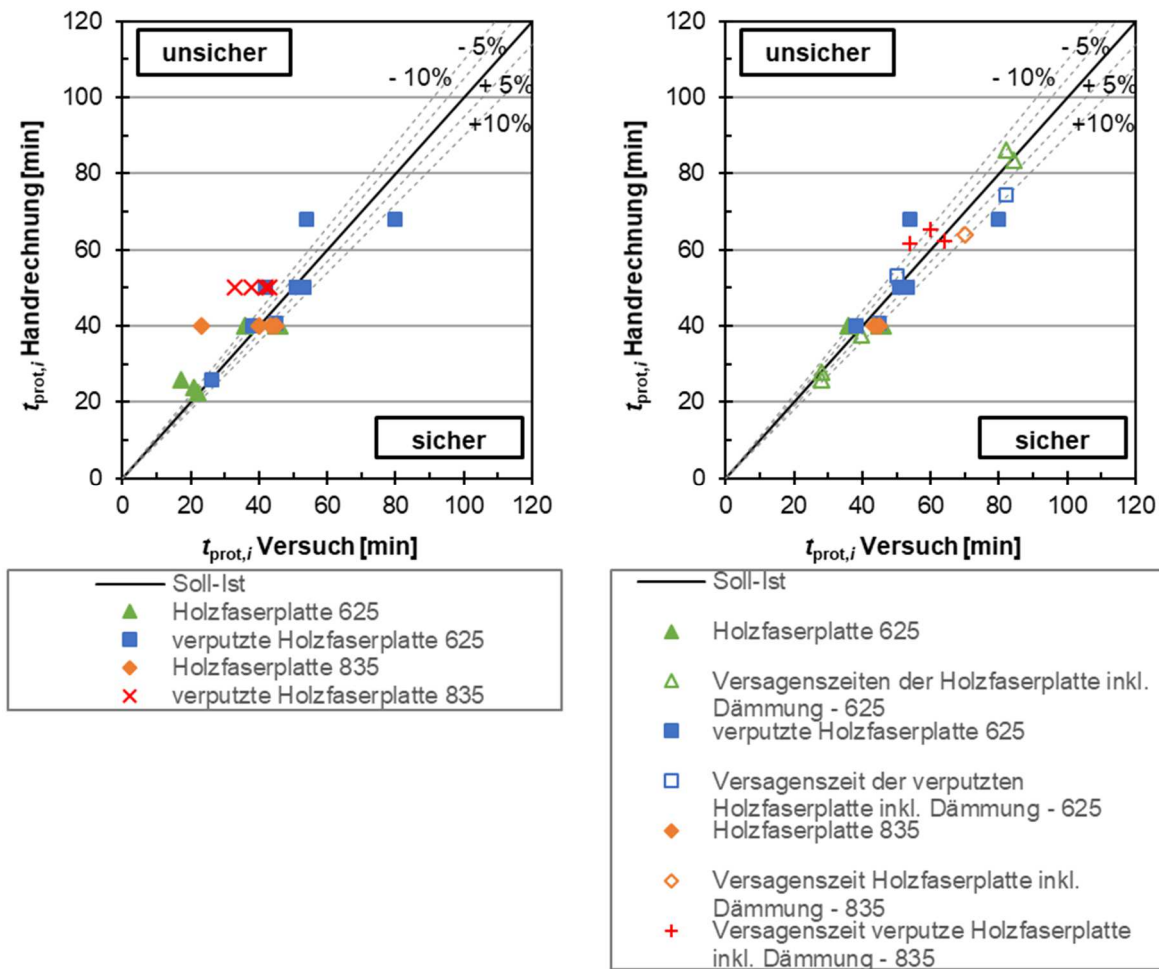 120
100
80
60
40
20
0
0 20 40 60 80 100 120
unsicher
- 5%
- 10%
+ 5%
+10%
sicher
tprot,i Handrechnung [min]
tprot,i Versuch [min]
Soll-Ist
Holzfaserplatte 625
verputzte Holzfaserplatte 625
Holzfaserplatte 835
verputzte Holzfaserplatte 835
120
100
80
60
40
20
0
0 20 40 60 80 100 120
unsicher
- 5%
- 10%
+ 5%
+10%
sicher
tprot,i Handrechnung [min]
tprot,i Versuch [min]
Soll-Ist
Holzfaserplatte 625
Versagenszeiten der Holzfaserplatte inkl.
Dämmung - 625
verputzte Holzfaserplatte 625
Versagenszeit der verputzten
Holzfaserplatte inkl. Dämmung - 625
Holzfaserplatte 835
Versagenszeit Holzfaserplatte inkl.
Dämmung - 835
Versagenszeit verputze Holzfaserplatte
inkl. Dämmung - 835